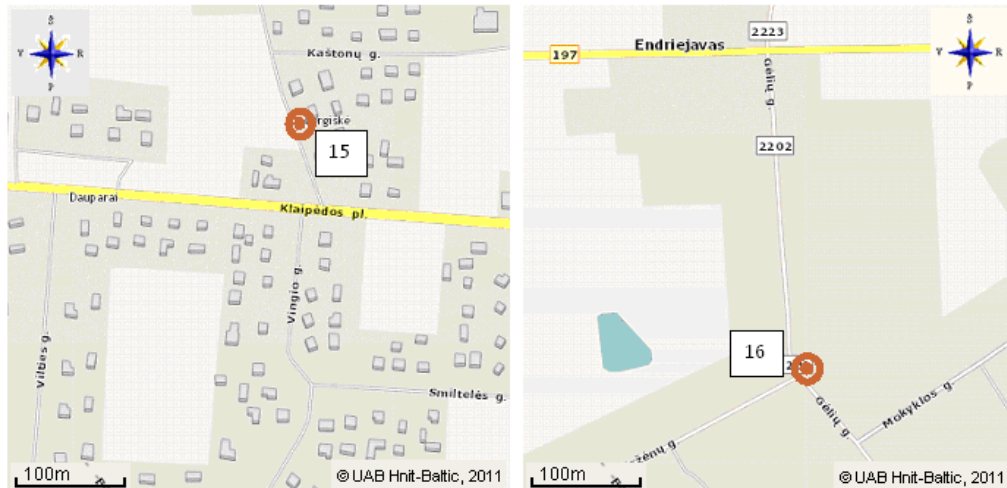 Š
Y R
P
Kaštonų g.
15
Dauparai
Klaipėdos pl.
Vingio g.
Vilties g.
Smiltelės g.
100m
© UAB Hnit-Baltic, 2011
Š
Y R
P
2223
Endriejavas
197
Gėlių g.
2202
16
Gėlių g.
Mokyklos g.
100m
© UAB Hnit-Baltic, 2011